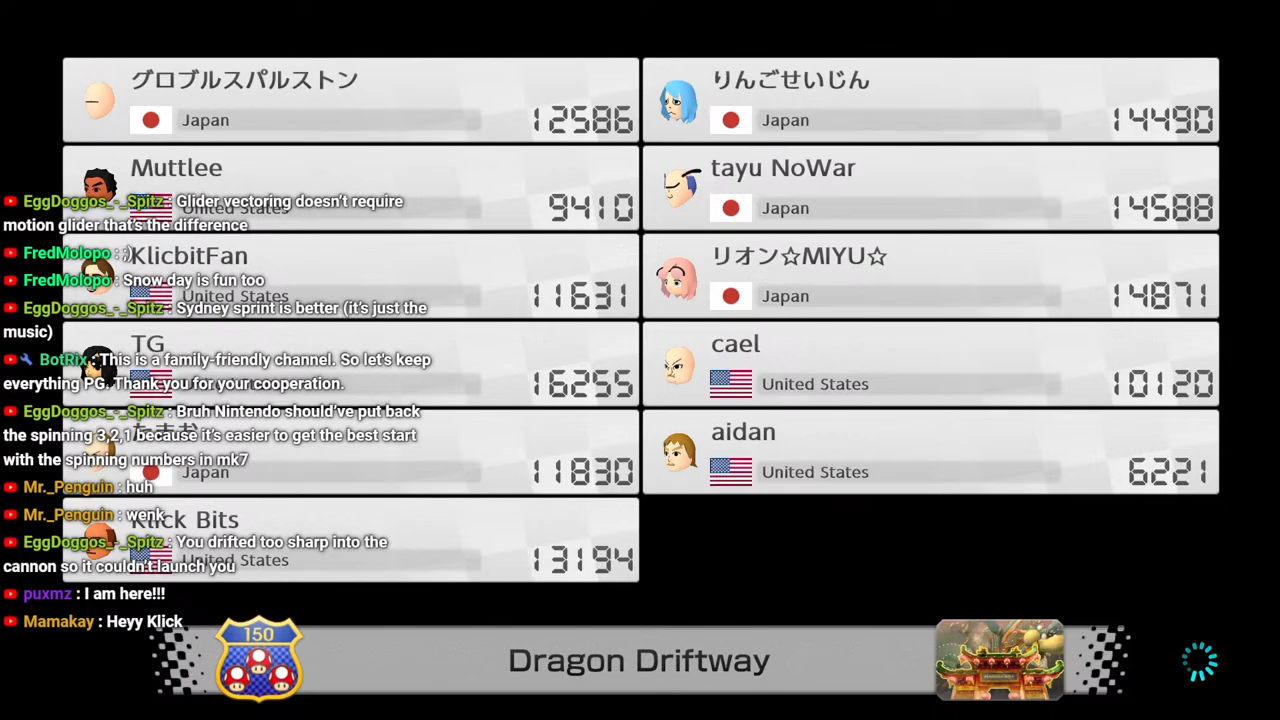 グロブルスパルストン
Japan 12586
りんごせいじん
Japan 14490
Muttlee
United States 9410
tayu NoWar
Japan 14588
KlicbitFan
United States 11631
リオン☆MIYU☆
Japan 14871
TG
16255
cael
United States 10120
Japan 11830
aidan
United States 6221
Klick Bits
United States 13194
EggDoggos_-_Spitz : Glider vectoring doesn't require
motion glider that's the difference
FredMolopo : ;)
FredMolopo : Snow day is fun too
EggDoggos_-_Spitz : Sydney sprint is better (it's just the
music)
BotRix : This is a family-friendly channel. So let's keep
everything PG. Thank you for your cooperation.
EggDoggos_-_Spitz : Bruh Nintendo should've put back
the spinning 3,2,1 because it's easier to get the best start
with the spinning numbers in mk7
Mr._Penguin : huh
Mr._Penguin : wenk
EggDoggos_-_Spitz : You drifted too sharp into the
cannon so it couldn't launch you
puxmz : I am here!!!
Mamakay : Heyy Klick
150
Dragon Driftway